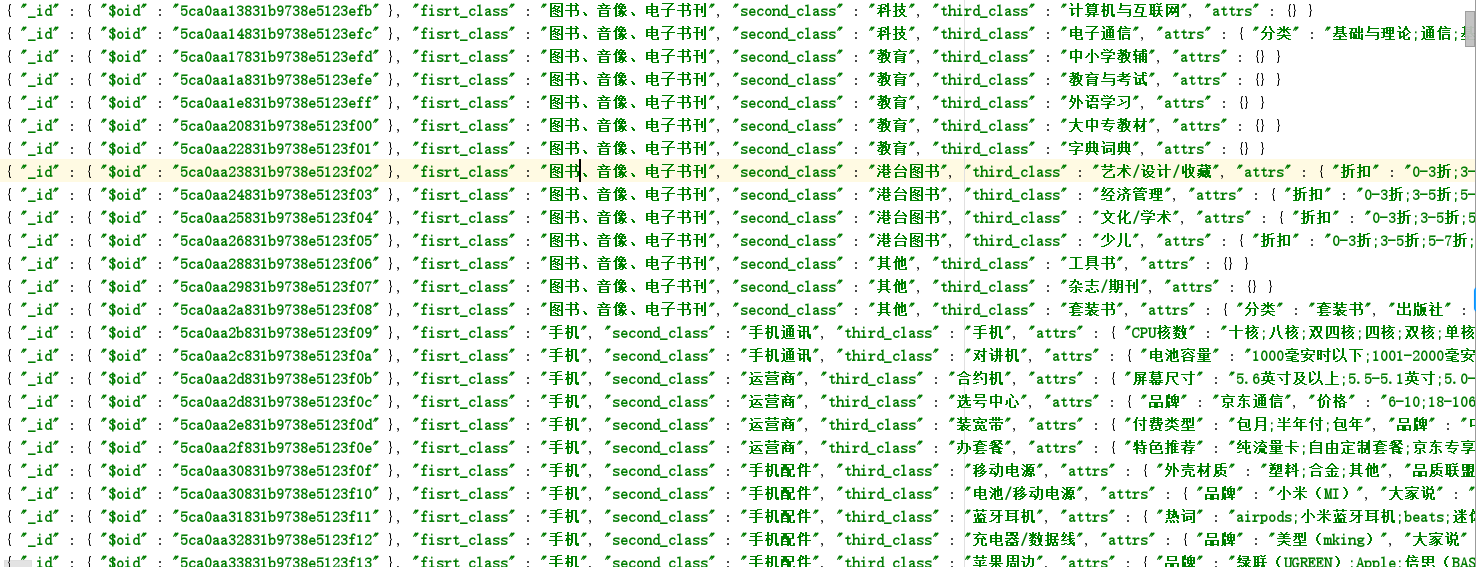 { "_id" : { "$oid" : "5ca0aa13831b9738e5123efb" }, "fisrt_class" : "图书、音像、电子书刊", "second_class" : "科技", "third_class" : "计算机与互联网", "attrs" : {} }
{ "_id" : { "$oid" : "5ca0aa14831b9738e5123efc" }, "fisrt_class" : "图书、音像、电子书刊", "second_class" : "科技", "third_class" : "电子通信", "attrs" : { "分类" : "基础与理论;通信;基
{ "_id" : { "$oid" : "5ca0aa17831b9738e5123efd" }, "fisrt_class" : "图书、音像、电子书刊", "second_class" : "教育", "third_class" : "中小学教辅", "attrs" : {} }
{ "_id" : { "$oid" : "5ca0aa1a831b9738e5123efe" }, "fisrt_class" : "图书、音像、电子书刊", "second_class" : "教育", "third_class" : "教育与考试", "attrs" : {} }
{ "_id" : { "$oid" : "5ca0aa1e831b9738e5123eff" }, "fisrt_class" : "图书、音像、电子书刊", "second_class" : "教育", "third_class" : "外语学习", "attrs" : {} }
{ "_id" : { "$oid" : "5ca0aa20831b9738e5123f00" }, "fisrt_class" : "图书、音像、电子书刊", "second_class" : "教育", "third_class" : "大中专教材", "attrs" : {} }
{ "_id" : { "$oid" : "5ca0aa22831b9738e5123f01" }, "fisrt_class" : "图书、音像、电子书刊", "second_class" : "教育", "third_class" : "字典词典", "attrs" : {} }
{ "_id" : { "$oid" : "5ca0aa23831b9738e5123f02" }, "fisrt_class" : "图书、音像、电子书刊", "second_class" : "港台图书", "third_class" : "艺术/设计/收藏", "attrs" : { "折扣" : "0-3折;3-
{ "_id" : { "$oid" : "5ca0aa24831b9738e5123f03" }, "fisrt_class" : "图书、音像、电子书刊", "second_class" : "港台图书", "third_class" : "经济管理", "attrs" : { "折扣" : "0-3折;3-5折;5-
{ "_id" : { "$oid" : "5ca0aa25831b9738e5123f04" }, "fisrt_class" : "图书、音像、电子书刊", "second_class" : "港台图书", "third_class" : "文化/学术", "attrs" : { "折扣" : "0-3折;3-5折;5
{ "_id" : { "$oid" : "5ca0aa26831b9738e5123f05" }, "fisrt_class" : "图书、音像、电子书刊", "second_class" : "港台图书", "third_class" : "少儿", "attrs" : { "折扣" : "0-3折;3-5折;5-7折;
{ "_id" : { "$oid" : "5ca0aa28831b9738e5123f06" }, "fisrt_class" : "图书、音像、电子书刊", "second_class" : "其他", "third_class" : "工具书", "attrs" : {} }
{ "_id" : { "$oid" : "5ca0aa29831b9738e5123f07" }, "fisrt_class" : "图书、音像、电子书刊", "second_class" : "其他", "third_class" : "杂志/期刊", "attrs" : {} }
{ "_id" : { "$oid" : "5ca0aa2a831b9738e5123f08" }, "fisrt_class" : "图书、音像、电子书刊", "second_class" : "其他", "third_class" : "套装书", "attrs" : { "分类" : "套装书", "出版社" :
{ "_id" : { "$oid" : "5ca0aa2b831b9738e5123f09" }, "fisrt_class" : "手机", "second_class" : "手机通讯", "third_class" : "手机", "attrs" : { "CPU核数" : "十核;八核;双四核;四核;双核;单核
{ "_id" : { "$oid" : "5ca0aa2c831b9738e5123f0a" }, "fisrt_class" : "手机", "second_class" : "手机通讯", "third_class" : "对讲机", "attrs" : { "电池容量" : "1000毫安时以下;1001-2000毫安
{ "_id" : { "$oid" : "5ca0aa2d831b9738e5123f0b" }, "fisrt_class" : "手机", "second_class" : "运营商", "third_class" : "合约机", "attrs" : { "屏幕尺寸" : "5.6英寸及以上;5.5-5.1英寸;5.0-
{ "_id" : { "$oid" : "5ca0aa2d831b9738e5123f0c" }, "fisrt_class" : "手机", "second_class" : "运营商", "third_class" : "选号中心", "attrs" : { "品牌" : "京东通信", "价格" : "6-10;18-106
{ "_id" : { "$oid" : "5ca0aa2e831b9738e5123f0d" }, "fisrt_class" : "手机", "second_class" : "运营商", "third_class" : "装宽带", "attrs" : { "付费类型" : "包月;半年付;包年", "品牌" : "
{ "_id" : { "$oid" : "5ca0aa2f831b9738e5123f0e" }, "fisrt_class" : "手机", "second_class" : "运营商", "third_class" : "办套餐", "attrs" : { "特色推荐" : "纯流量卡;自由定制套餐;京东专享
{ "_id" : { "$oid" : "5ca0aa30831b9738e5123f0f" }, "fisrt_class" : "手机", "second_class" : "手机配件", "third_class" : "移动电源", "attrs" : { "外壳材质" : "塑料;合金;其他", "品质联盟
{ "_id" : { "$oid" : "5ca0aa30831b9738e5123f10" }, "fisrt_class" : "手机", "second_class" : "手机配件", "third_class" : "电池/移动电源", "attrs" : { "品牌" : "小米（MI）", "大家说" : "
{ "_id" : { "$oid" : "5ca0aa31831b9738e5123f11" }, "fisrt_class" : "手机", "second_class" : "手机配件", "third_class" : "蓝牙耳机", "attrs" : { "热词" : "airpods;小米蓝牙耳机;beats;迷你
{ "_id" : { "$oid" : "5ca0aa32831b9738e5123f12" }, "fisrt_class" : "手机", "second_class" : "手机配件", "third_class" : "充电器/数据线", "attrs" : { "品牌" : "美型（mking）", "大家说"
{ "_id" : { "$oid" : "5ca0aa33831b9738e5123f13" }, "fisrt_class" : "手机", "second_class" : "手机配件", "third_class" : "苹果周边", "attrs" : { "品牌" : "绿联（UGREEN）;Apple;倍思（BAS